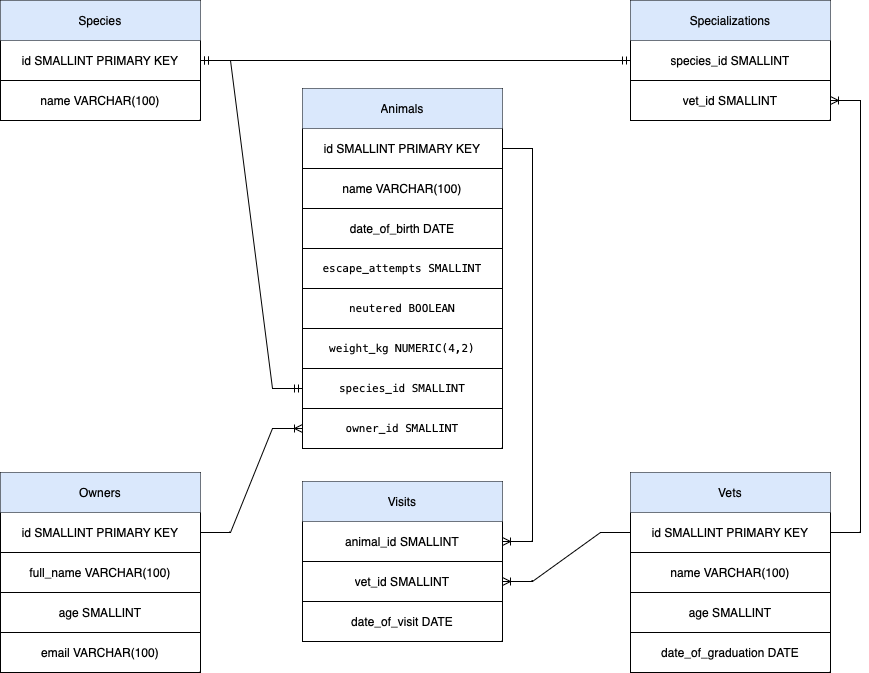 Species
id SMALLINT PRIMARY KEY
name VARCHAR(100)
Specializations
species_id SMALLINT
vet_id SMALLINT
Animals
id SMALLINT PRIMARY KEY
name VARCHAR(100)
date_of_birth DATE
escape_attempts SMALLINT
neutered BOOLEAN
weight_kg NUMERIC(4,2)
species_id SMALLINT
owner_id SMALLINT
Owners
id SMALLINT PRIMARY KEY
full_name VARCHAR(100)
age SMALLINT
email VARCHAR(100)
Visits
animal_id SMALLINT
vet_id SMALLINT
date_of_visit DATE
Vets
id SMALLINT PRIMARY KEY
name VARCHAR(100)
age SMALLINT
date_of_graduation DATE